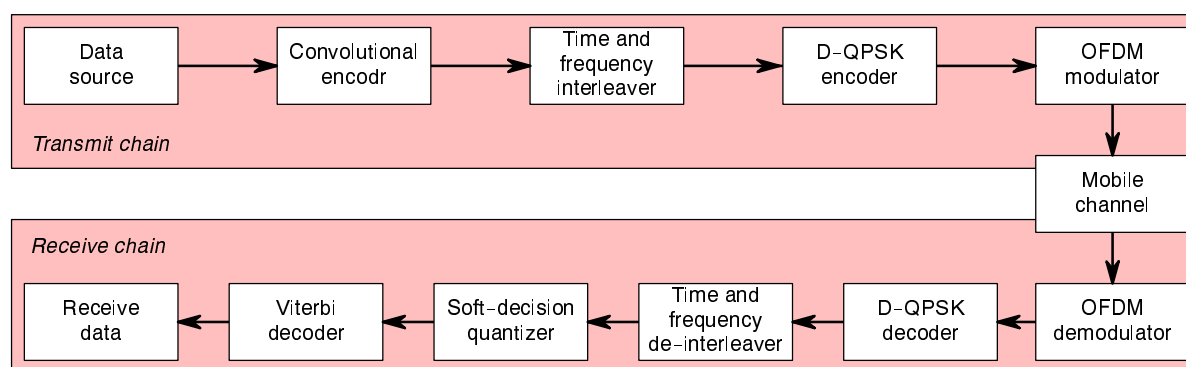 Data
source
Convolutional
encodr
Time and
frequency
interleaver
D-QPSK
encoder
OFDM
modulator
Transmit chain
Mobile
channel
Receive chain
Receive
data
Viterbi
decoder
Soft-decision
quantizer
Time and
frequency
de-interleaver
D-QPSK
decoder
OFDM
demodulator